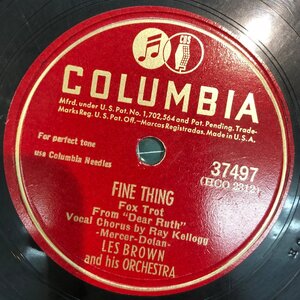 CBS
COLUMBIA
Mfrd. under U.S. Pat. No. 1,702,564 and Pat. Pending. Trade-
Marks Reg. U.S. Pat. Off.—Marcas Registradas. Made in U.S.A.
For perfect tone
use Columbia Needles
37497
(HCO 2312)
FINE THING
Fox Trot
From "Dear Ruth"
Vocal Chorus by Ray Kellogg
-Mercer-Dolan-
LES BROWN
and his ORCHESTRA